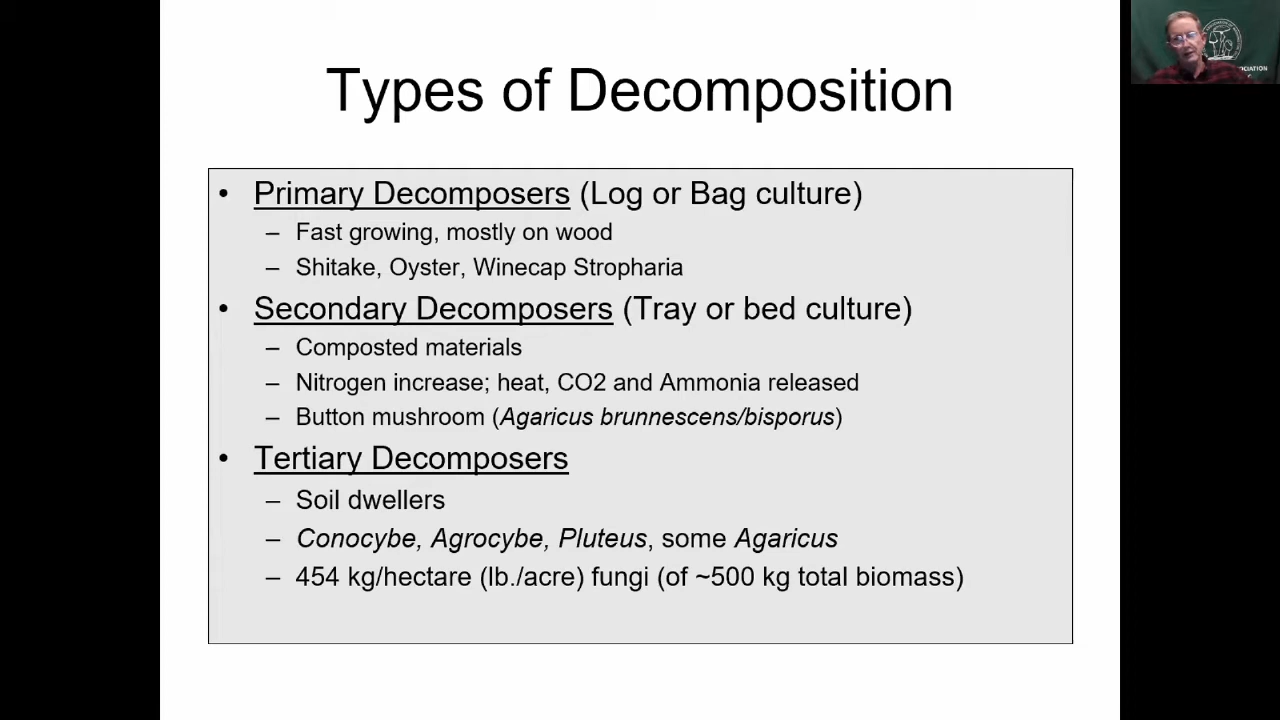 Types of Decomposition
• Primary Decomposers (Log or Bag culture)
– Fast growing, mostly on wood
– Shitake, Oyster, Winecap Stropharia
• Secondary Decomposers (Tray or bed culture)
– Composted materials
– Nitrogen increase; heat, CO2 and Ammonia released
– Button mushroom (Agaricus brunnescens/bisporus)
• Tertiary Decomposers
– Soil dwellers
– Conocybe, Agrocybe, Pluteus, some Agaricus
– 454 kg/hectare (lb./acre) fungi (of ~500 kg total biomass)